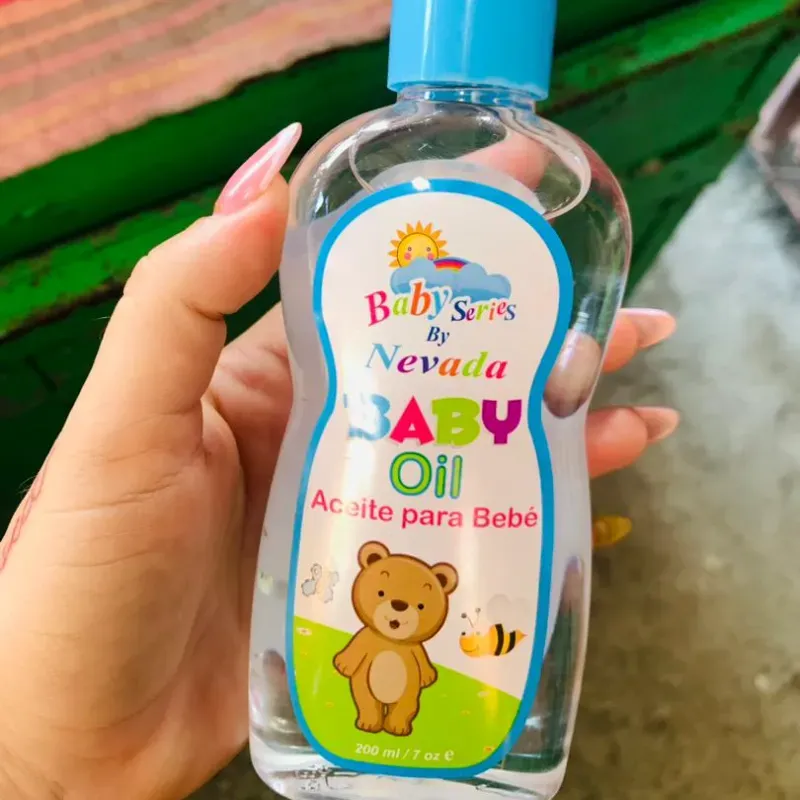 Baby Series
By
Nevada
BABY
Oil
Aceite para Bebé
200 ml / 7 oz e